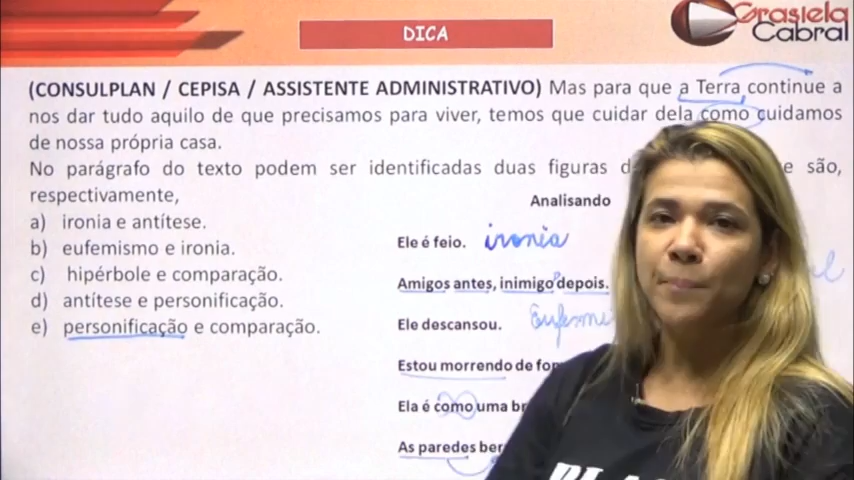 DICA
Grasiela
Cabral
(CONSULPLAN / CEPISA / ASSISTENTE ADMINISTRATIVO) Mas para que a Terra continue a
nos dar tudo aquilo de que precisamos para viver, temos que cuidar dela como cuidamos
de nossa própria casa.
No parágrafo do texto podem ser identificadas duas figuras e são,
respectivamente,
a) ironia e antítese.
b) eufemismo e ironia.
c) hipérbole e comparação.
d) antítese e personificação.
e) personificação e comparação.
Analisando
Ele é feio. ironia
Amigos antes, inimigo depois.
Ele descansou. Eufemi
Estou morrendo de
Ela é como uma
As paredes